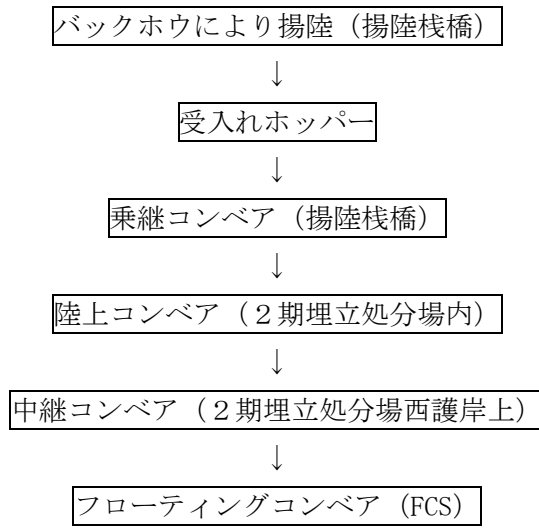 バックホウにより揚陸（揚陸桟橋）
↓
受入れホッパー
↓
乗継コンベア（揚陸桟橋）
↓
陸上コンベア（２期埋立処分場内）
↓
中継コンベア（２期埋立処分場西護岸上）
↓
フローティングコンベア（FCS）